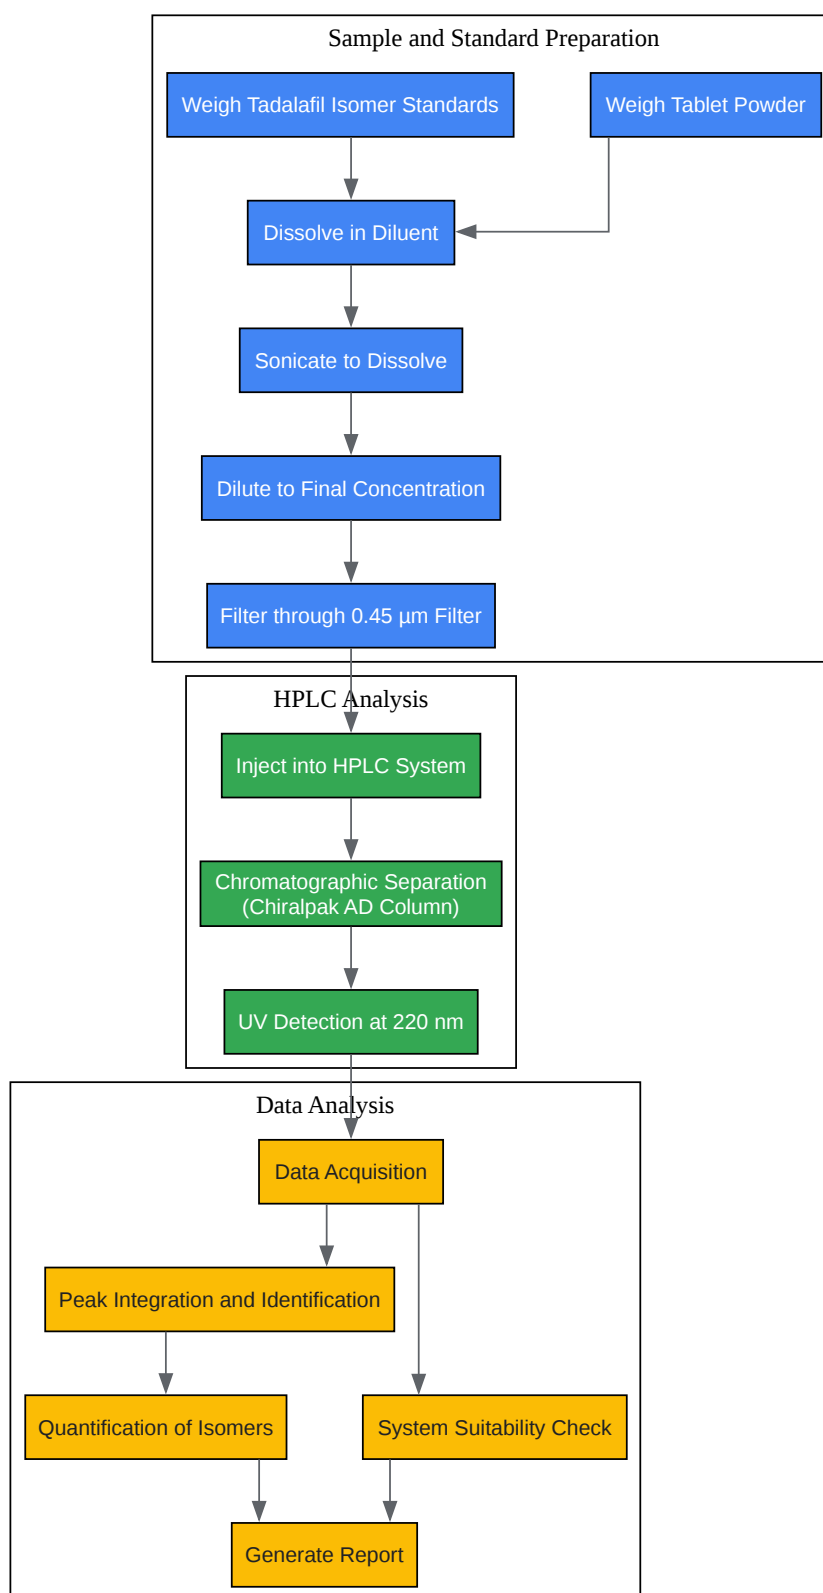 Sample and Standard Preparation
Weigh Tadalafil Isomer Standards
Weigh Tablet Powder
Dissolve in Diluent
Sonicate to Dissolve
Dilute to Final Concentration
Filter through 0.45 µm Filter
HPLC Analysis
Inject into HPLC System
Chromatographic Separation
(Chiralpak AD Column)
UV Detection at 220 nm
Data Analysis
Data Acquisition
Peak Integration and Identification
Quantification of Isomers
System Suitability Check
Generate Report